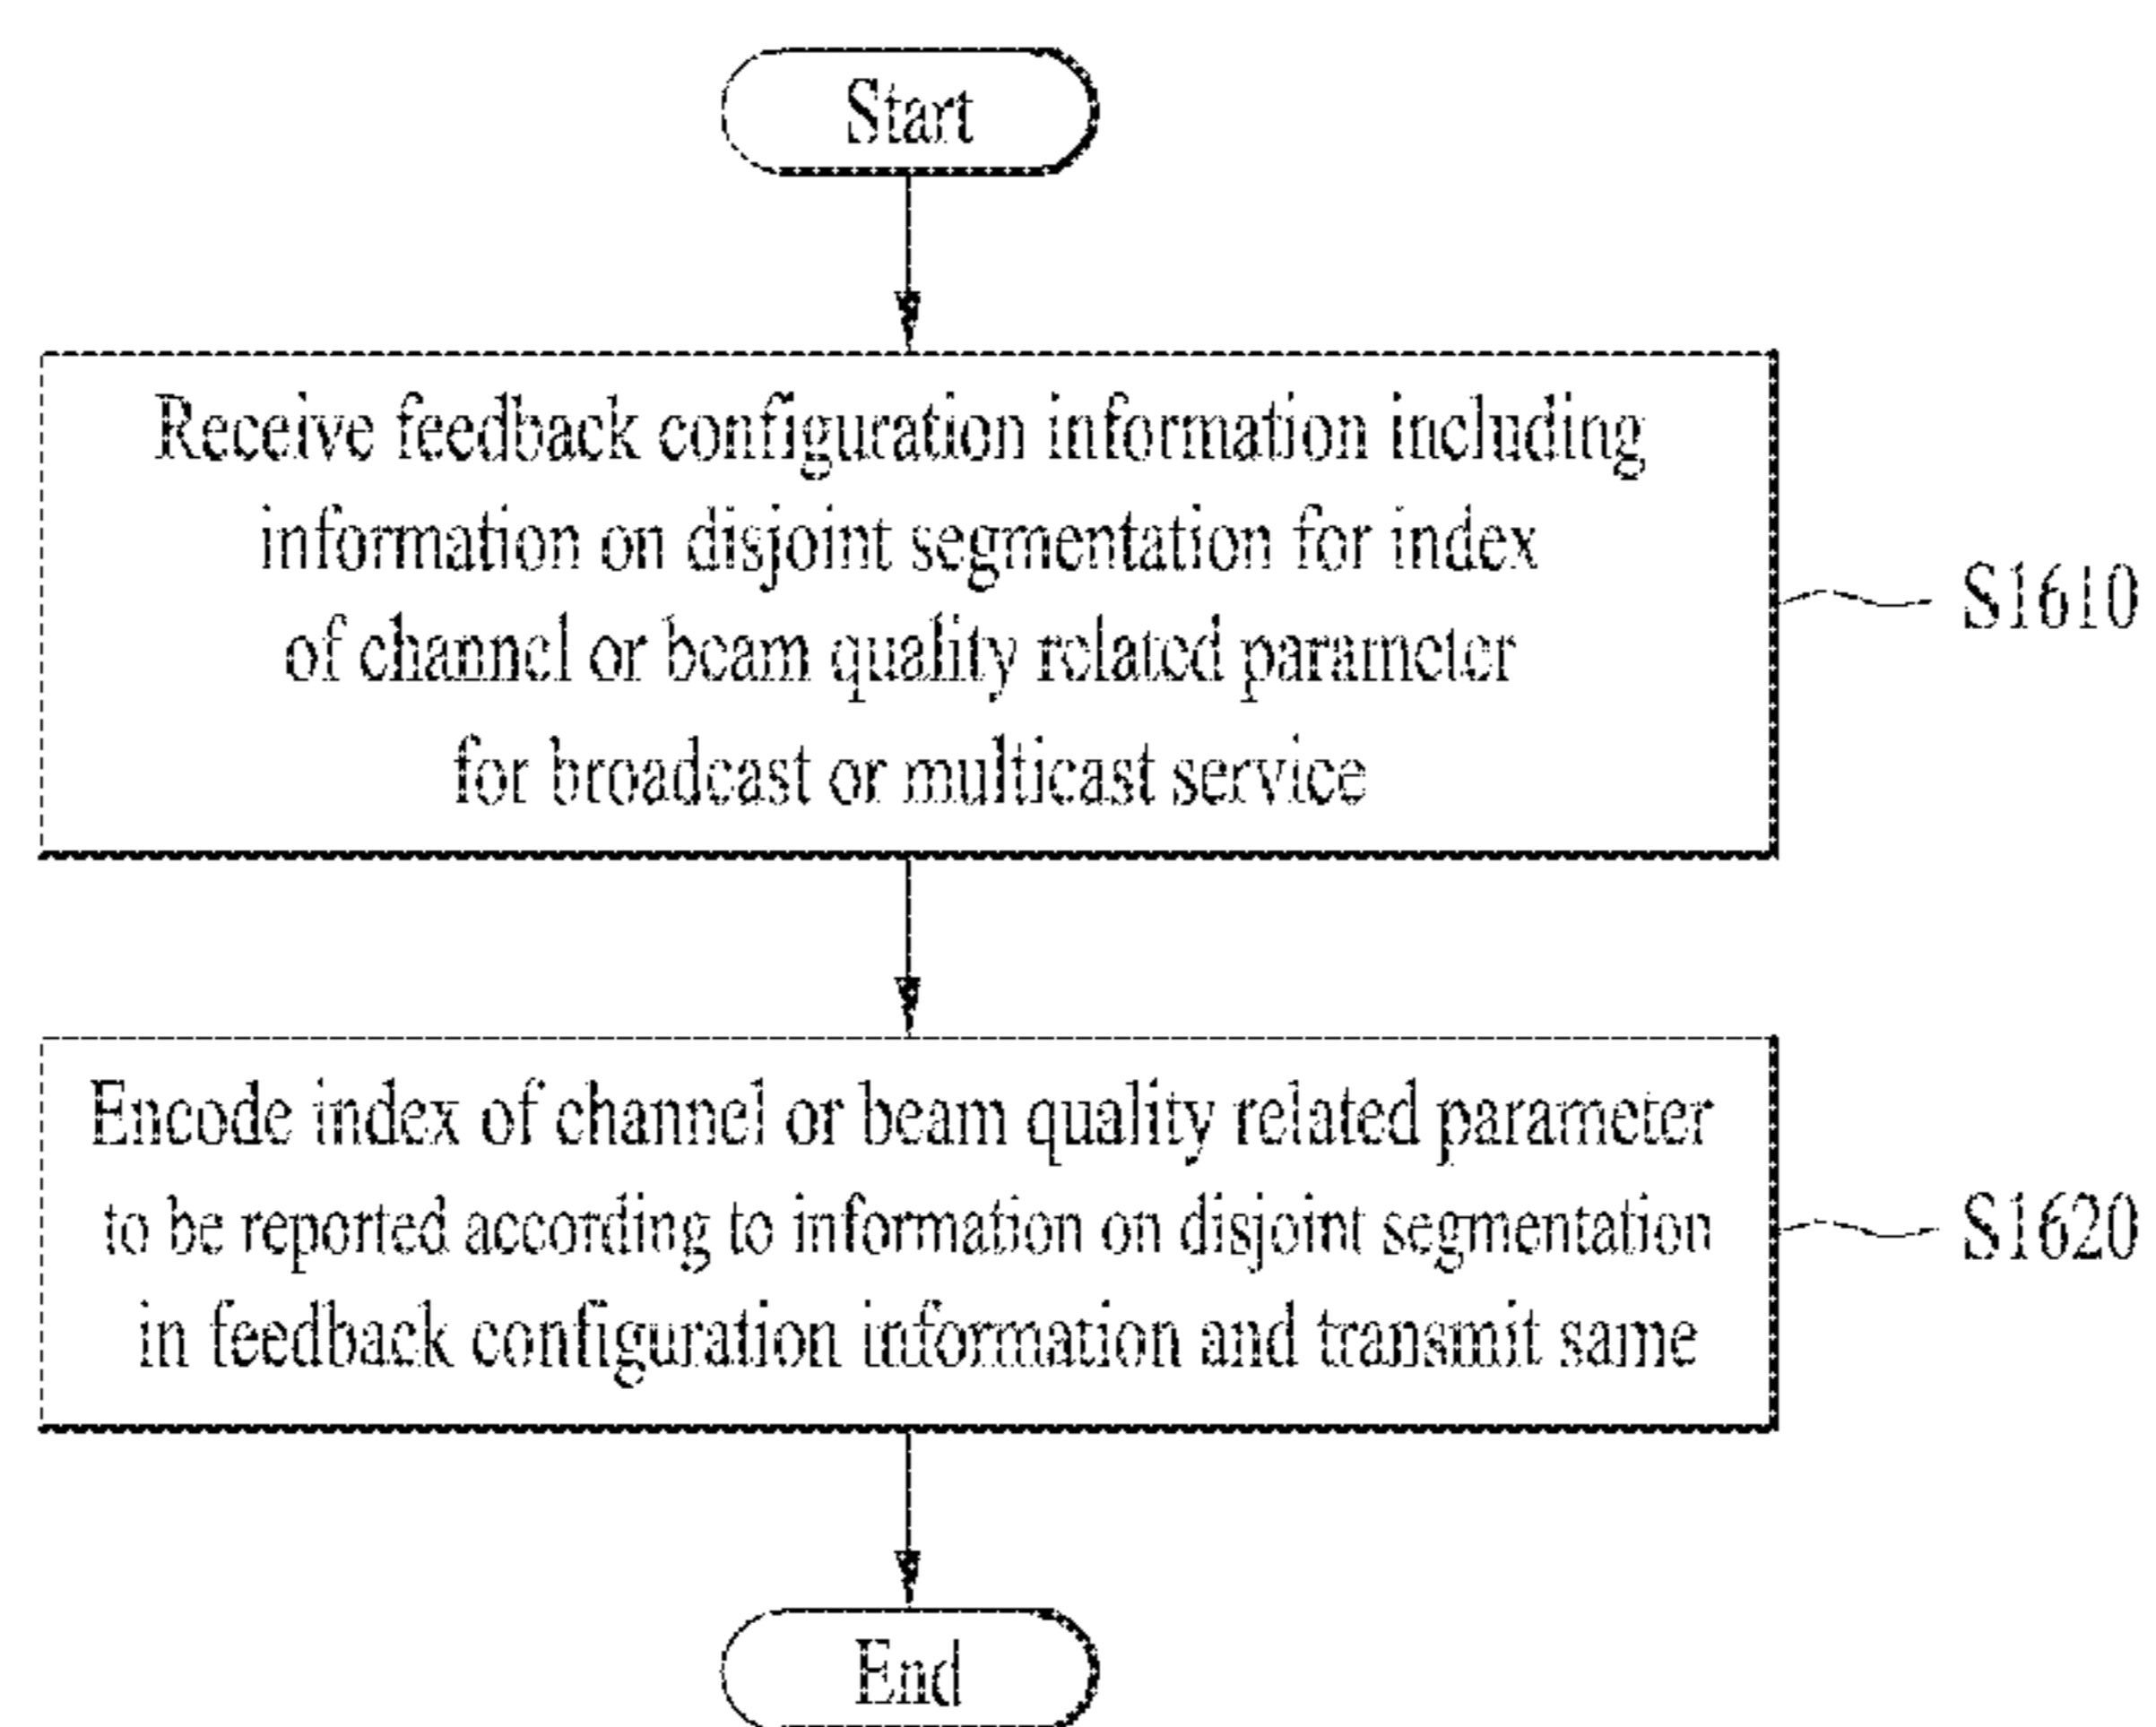 Start
Receive feedback configuration information including
information on disjoint segmentation for index
of channel or beam quality related parameter
for broadcast or multicast service
S1610
Encode index of channel or beam quality related parameter
to be reported according to information on disjoint segmentation
in feedback configuration information and transmit same
S1620
End